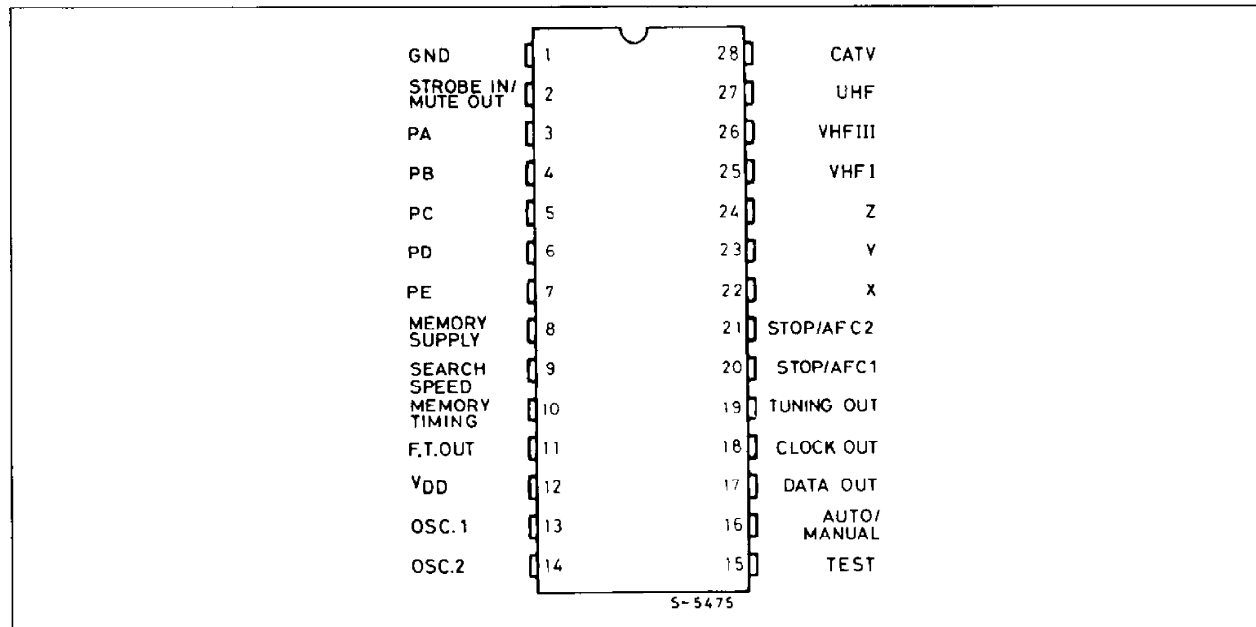 GND 1 28 CATV
STROBE IN/
MUTE OUT 2 27 UHF
PA 3 26 VHFIII
PB 4 25 VHFI
PC 5 24 Z
PD 6 23 Y
PE 7 22 X
MEMORY
SUPPLY 8 21 STOP/AFC2
SEARCH
SPEED 9 20 STOP/AFC1
MEMORY
TIMING 10 19 TUNING OUT
F.T.OUT 11 18 CLOCK OUT
VDD 12 17 DATA OUT
OSC.1 13 16 AUTO/
MANUAL
OSC.2 14 15 TEST
S-5475